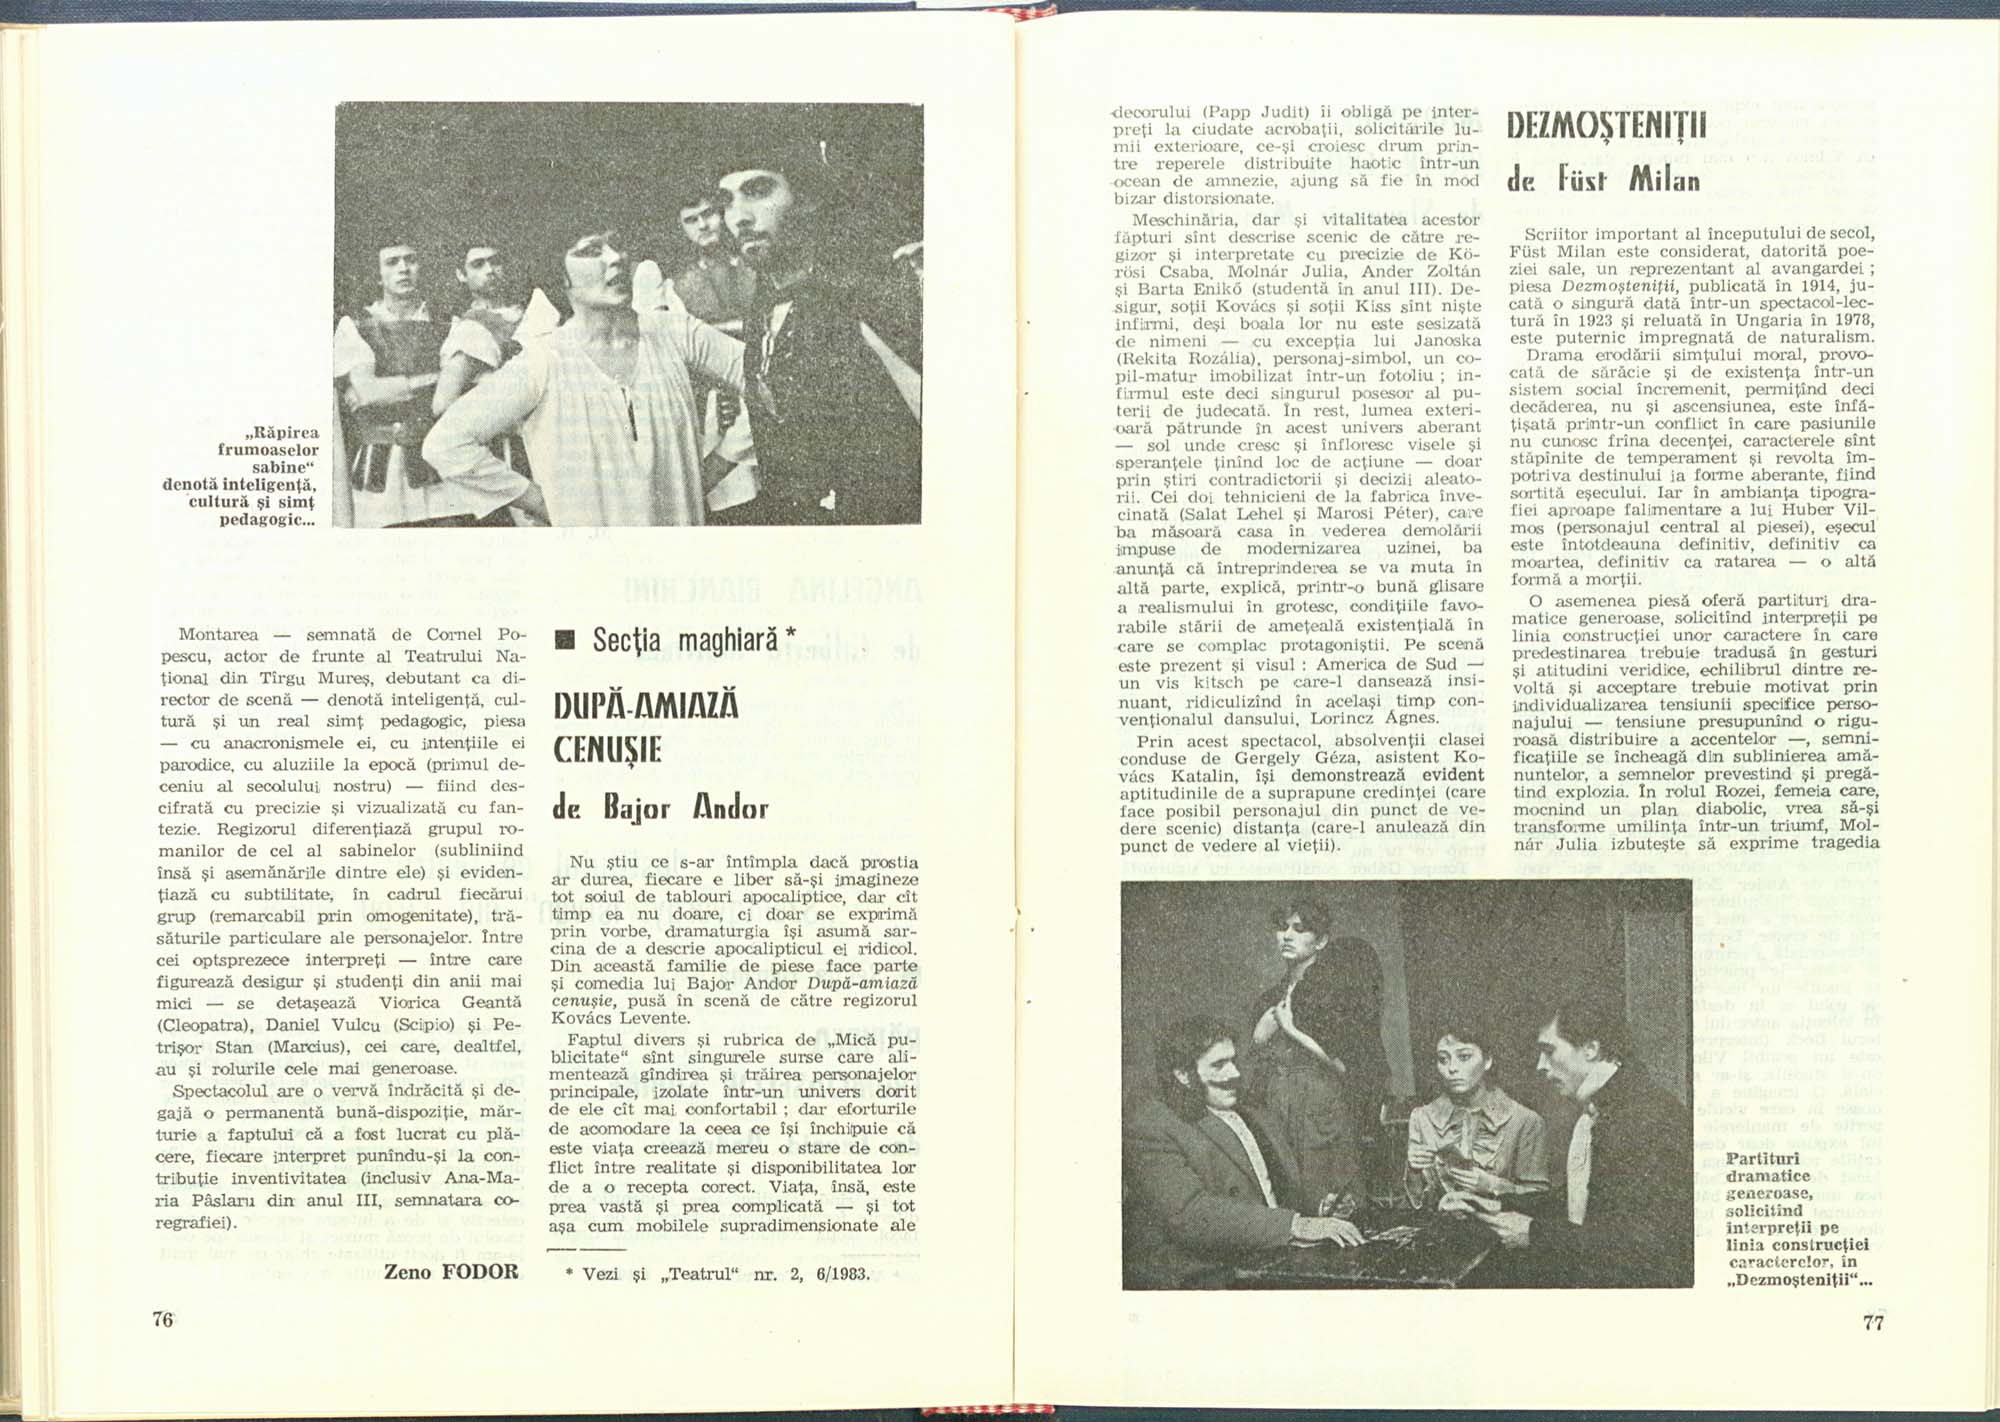 „Răpirea
frumoaselor
sabine“
denotă inteligență,
cultură și simț
pedagogic...
Montarea — semnată de Cornel Po-
pescu, actor de frunte al Teatrului Na-
țional din Tîrgu Mureș, debutant ca di-
rector de scenă — denotă inteligență, cul-
tură și un real simț pedagogic, piesa
— cu anacronismele ei, cu intențiile ei
parodice, cu aluziile la epocă (primul de-
ceniu al secolului nostru) — fiind des-
cifrată cu precizie și vizualizată cu fan-
tezie. Regizorul diferențiază grupul ro-
manilor de cel al sabinelor (subliniind
însă și asemănările dintre ele) și eviden-
țiază cu subtilitate, în cadrul fiecărui
grup (remarcabil prin omogenitate), tră-
săturile particulare ale personajelor. Între
cei optsprezece interpreți — între care
figurează desigur și studenți din anii mai
mici — se detașează Viorica Geantă
(Cleopatra), Daniel Vulcu (Scipio) și Pe-
trișor Stan (Marcius), cei care, dealtfel,
au și rolurile cele mai generoase.
Spectacolul are o vervă îndrăcită și de-
gajă o permanentă bună-dispoziție, măr-
turie a faptului că a fost lucrat cu plă-
cere, fiecare interpret punîndu-și la con-
tribuție inventivitatea (inclusiv Ana-Ma-
ria Pâslaru din anul III, semnatara co-
regrafiei).
Zeno FODOR
76
■ Secția maghiară *
DUPĂ-AMIAZĂ
CENUȘIE
de Bajor Andor
Nu știu ce s-ar întîmpla dacă prostia
ar durea, fiecare e liber să-și imagineze
tot soiul de tablouri apocaliptice, dar cît
timp ea nu doare, ci doar se exprimă
prin vorbe, dramaturgia își asumă sar-
cina de a descrie apocalipticul ei ridicol.
Din această familie de piese face parte
și comedia lui Bajor Andor După-amiază
cenușie, pusă în scenă de către regizorul
Kovács Levente.
Faptul divers și rubrica de „Mică pu-
blicitate“ sînt singurele surse care ali-
mentează gîndirea și trăirea personajelor
principale, izolate într-un univers dorit
de ele cît mai confortabil ; dar eforturile
de acomodare la ceea ce își închipuie că
este viața creează mereu o stare de con-
flict între realitate și disponibilitatea lor
de a o recepta corect. Viața, însă, este
prea vastă și prea complicată — și tot
așa cum mobilele supradimensionate ale
* Vezi și „Teatrul“ nr. 2, 6/1983.
decorului (Papp Judit) îi obligă pe inter-
preți la ciudate acrobații, solicitările lu-
mii exterioare, ce-și croiesc drum prin-
tre reperele distribuite haotic într-un
ocean de amnezie, ajung să fie în mod
bizar distorsionate.
Meschinăria, dar și vitalitatea acestor
făpturi sînt descrise scenic de către re-
gizor și interpretate cu precizie de Kö-
rösi Csaba, Molnár Julia, Ander Zoltán
și Barta Enikő (studentă în anul III). De-
sigur, soții Kovács și soții Kiss sînt niște
infirmi, deși boala lor nu este sesizată
de nimeni — cu excepția lui Janoska
(Rekita Rozália), personaj-simbol, un co-
pil-matur imobilizat într-un fotoliu ; in-
firmul este deci singurul posesor al pu-
terii de judecată. În rest, lumea exteri-
oară pătrunde în acest univers aberant
— sol unde cresc și înfloresc visele și
speranțele ținînd loc de acțiune — doar
prin știri contradictorii și decizii aleato-
rii. Cei doi tehnicieni de la fabrica înve-
cinată (Salat Lehel și Marosi Péter), care
ba măsoară casa în vederea demolării
impuse de modernizarea uzinei, ba
anunță că întreprinderea se va muta în
altă parte, explică, printr-o bună glisare
a realismului în grotesc, condițiile favo-
rabile stării de amețeală existențială în
care se complac protagoniștii. Pe scenă
este prezent și visul : America de Sud —
un vis kitsch pe care-l dansează insi-
nuant, ridiculizînd în același timp con-
venționalul dansului, Lorincz Ágnes.
Prin acest spectacol, absolvenții clasei
conduse de Gergely Géza, asistent Ko-
vács Katalin, își demonstrează evident
aptitudinile de a suprapune credinței (care
face posibil personajul din punct de ve-
dere scenic) distanța (care-l anulează din
punct de vedere al vieții).
DEZMOȘTENIȚII
de Füst Milan
Scriitor important al începutului de secol,
Füst Milan este considerat, datorită poe-
ziei sale, un reprezentant al avangardei ;
piesa Dezmoșteniții, publicată în 1914, ju-
cată o singură dată într-un spectacol-lec-
tură în 1923 și reluată în Ungaria în 1978,
este puternic impregnată de naturalism.
Drama erodării simțului moral, provo-
cată de sărăcie și de existența într-un
sistem social încremenit, permițînd deci
decăderea, nu și ascensiunea, este înfă-
țișată printr-un conflict în care pasiunile
nu cunosc frîna decenței, caracterele sînt
stăpînite de temperament și revolta îm-
potriva destinului ia forme aberante, fiind
sortită eșecului. Iar în ambianța tipogra-
fiei aproape falimentare a lui Huber Vil-
mos (personajul central al piesei), eșecul
este întotdeauna definitiv, definitiv ca
moartea, definitiv ca ratarea — o altă
formă a morții.
O asemenea piesă oferă partituri dra-
matice generoase, solicitînd interpreții pe
linia construcției unor caractere în care
predestinarea trebuie tradusă în gesturi
și atitudini veridice, echilibrul dintre re-
voltă și acceptare trebuie motivat prin
individualizarea tensiunii specifice perso-
najului — tensiune presupunînd o rigu-
roasă distribuire a accentelor —, semni-
ficațiile se încheagă din sublinierea amă-
nuntelor, a semnelor prevestind și pregă-
tind explozia. În rolul Rozei, femeia care,
mocnind un plan diabolic, vrea să-și
transforme umilința într-un triumf, Mol-
nár Julia izbutește să exprime tragedia
Partituri
dramatice
generoase,
solicitînd
interpreții pe
linia construcției
caracterelor, în
„Dezmoșteniții“...
77